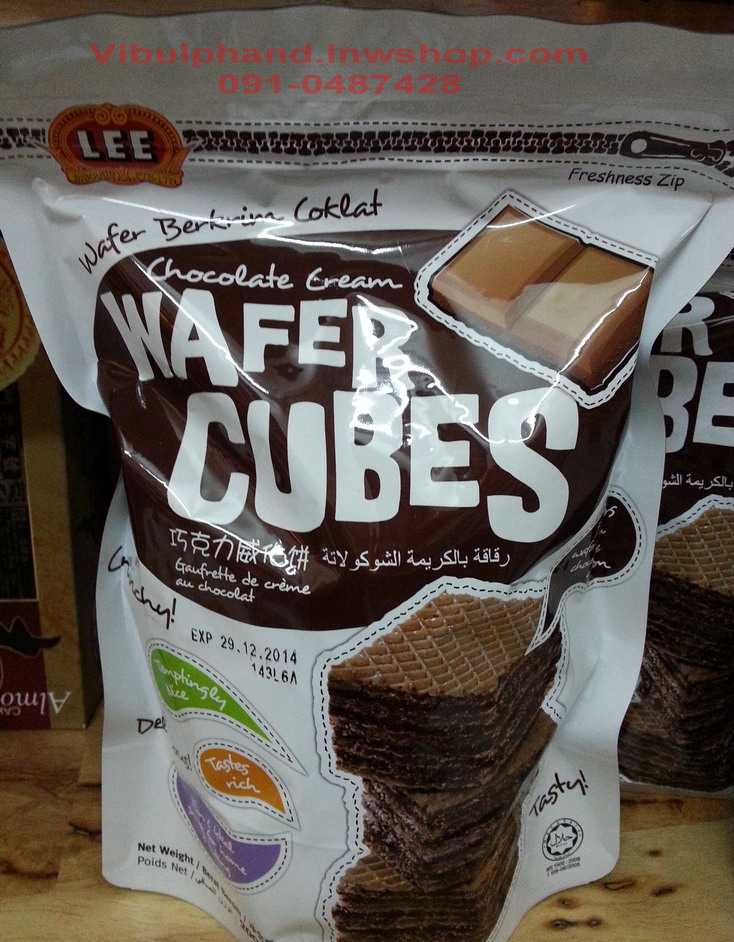 Vibulphand.lnwshop.com
091-0487428
LEE
Freshness Zip
Wafer Berkrim Coklat
Chocolate Cream
WAFER
CUBES
巧克力威化饼
رقاقة بالكريمة الشوكولاتة
Gaufrette de crème
au chocolat
EXP 29.12.2014
143L6A
Temptingly
Nice
Tastes
rich
Tasty!
حلال
Net Weight /
Poids Net /
R
BE